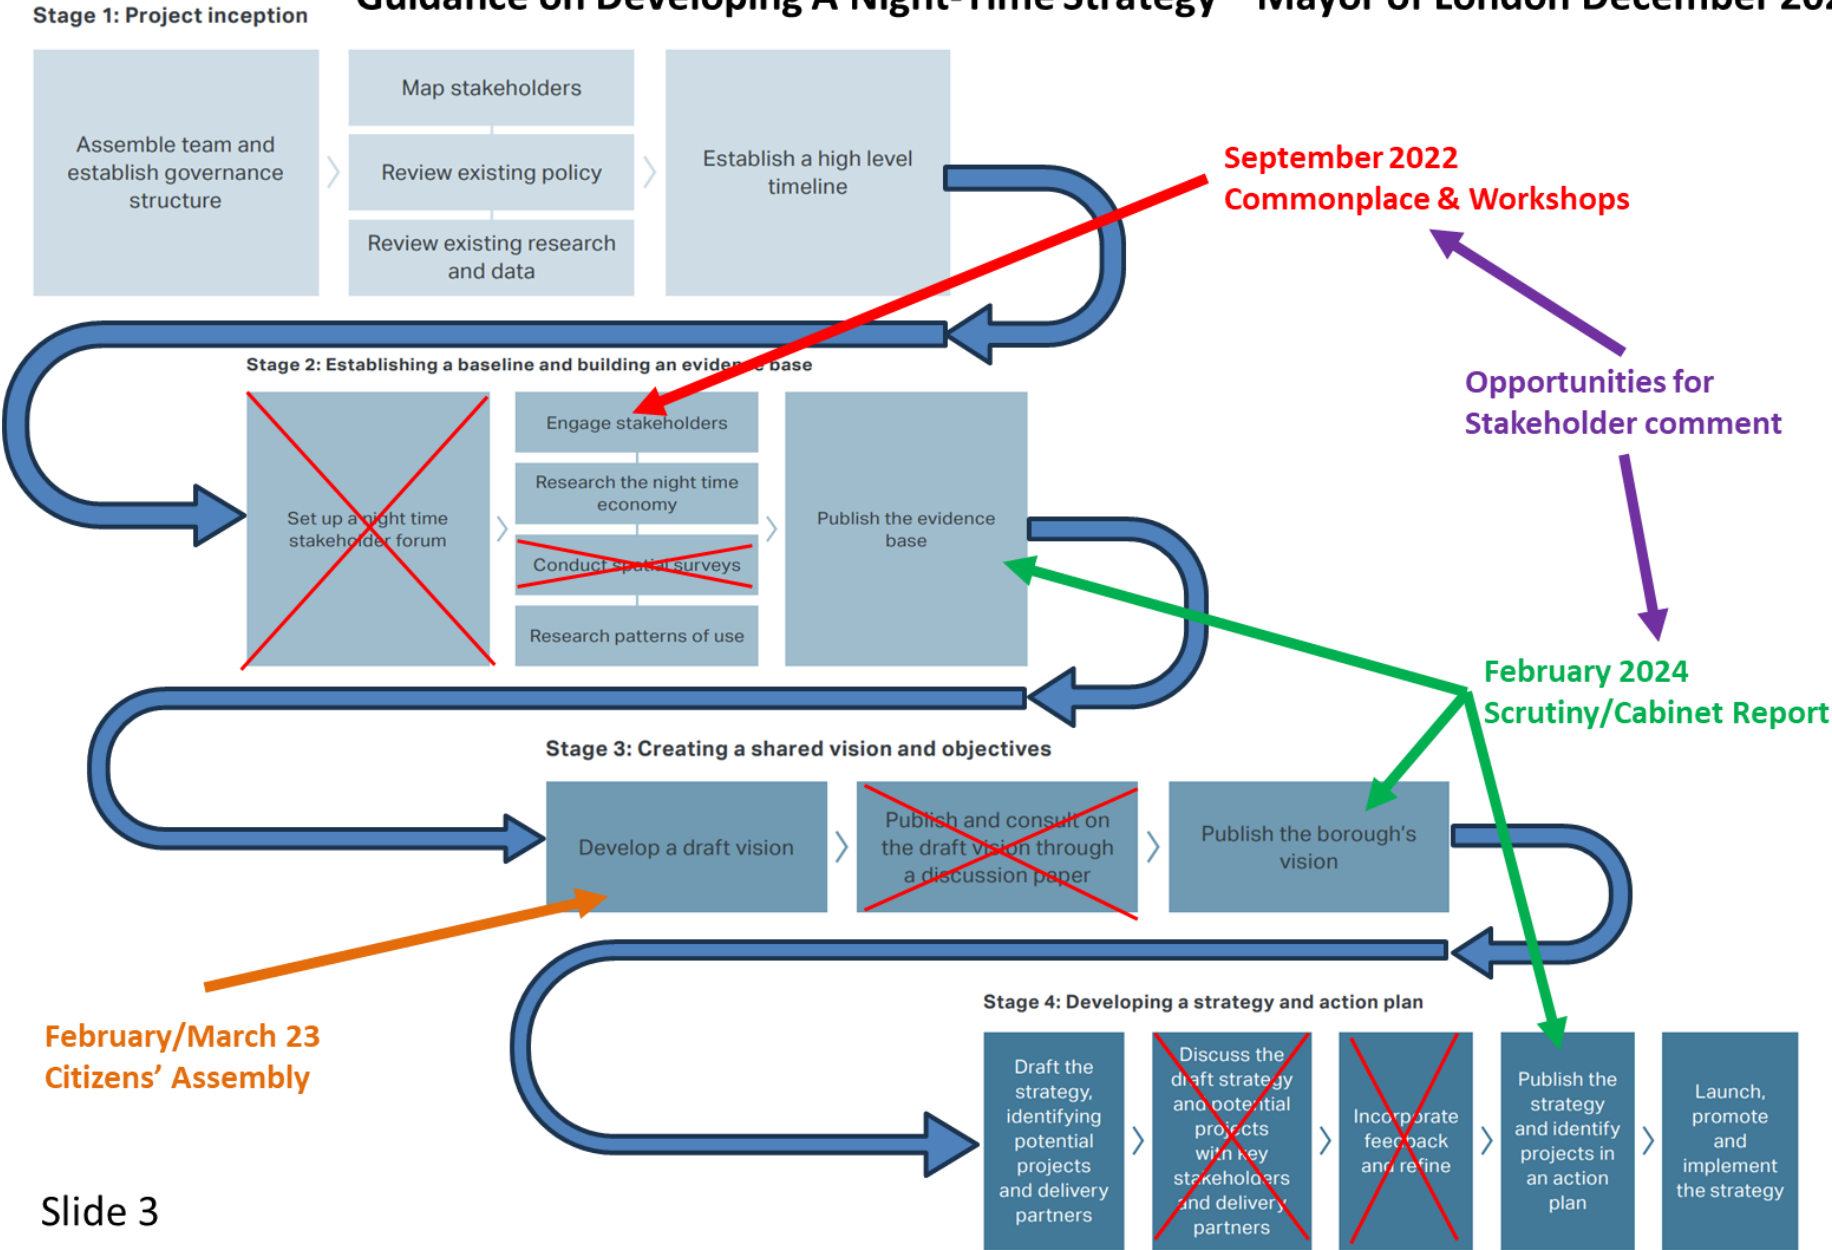 Stage 1: Project inception
Guidance on Developing A Night-Time Strategy - Mayor of London December
Assemble team and
establish governance
structure
Map stakeholders
Review existing policy
Review existing research
and data
Establish a high level
timeline
September 2022
Commonplace & Workshops
Opportunities for
Stakeholder comment
Stage 2: Establishing a baseline and building an evidence base
Set up a night time
stakeholder forum
Engage stakeholders
Research the night time
economy
Conduct spatial surveys
Research patterns of use
Publish the evidence
base
February 2024
Scrutiny/Cabinet Report
Stage 3: Creating a shared vision and objectives
Develop a draft vision
Publish and consult on
the draft vision through
a discussion paper
Publish the borough's
vision
February/March 23
Citizens' Assembly
Stage 4: Developing a strategy and action plan
Draft the
strategy,
identifying
potential
projects
and delivery
partners
Discuss the
draft strategy
and potential
projects
with key
stakeholders
and delivery
partners
Incorporate
feedback
and refine
Publish the
strategy
and identify
projects in
an action
plan
Launch,
promote
and
implement
the strategy
Slide 3